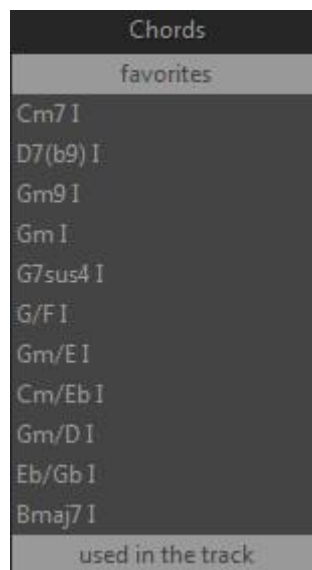 Chords
favorites
Cm7 I
D7(b9) I
Gm9 I
Gm I
G7sus4 I
G/F I
Gm/E I
Cm/Eb I
Gm/D I
Eb/Gb I
Bmaj7 I
used in the track